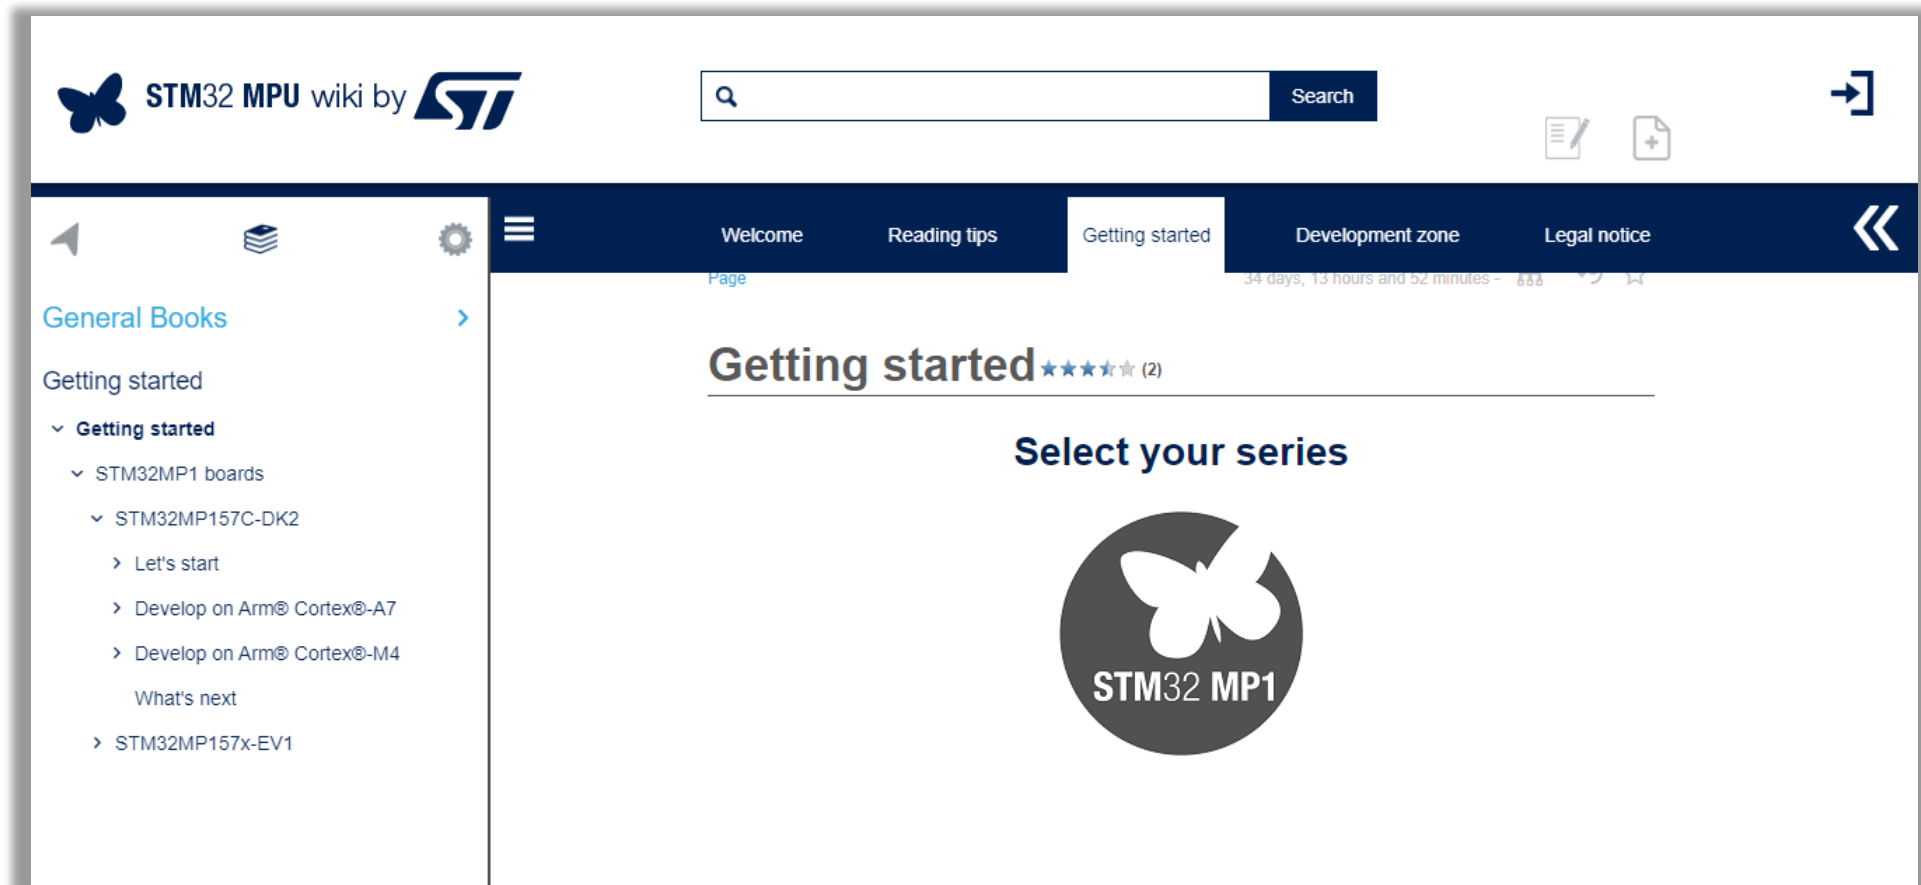 STM32 MPU wiki by ST
Search
Welcome
Reading tips
Getting started
Development zone
Legal notice
Page
34 days, 13 hours and 52 minutes -
General Books
Getting started
Getting started
STM32MP1 boards
STM32MP157C-DK2
Let's start
Develop on Arm® Cortex®-A7
Develop on Arm® Cortex®-M4
What's next
STM32MP157x-EV1
Getting started (2)
Select your series
STM32 MP1